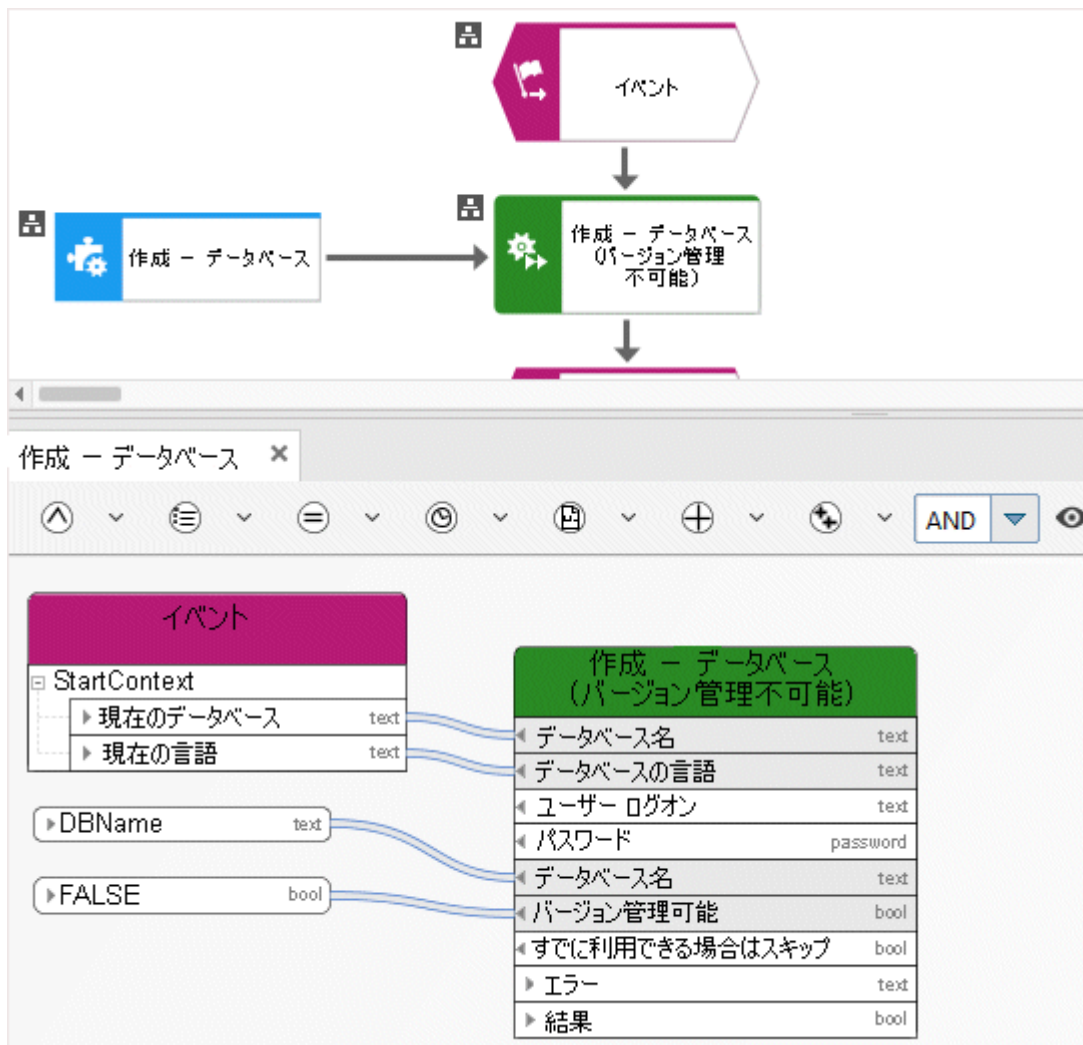 イベント
作成 － データベース
作成 － データベース
(バージョン管理
不可能)
作成 － データベース
AND
イベント
StartContext
現在のデータベース text
現在の言語 text
DBName text
FALSE bool
作成 － データベース
(バージョン管理不可能)
データベース名 text
データベースの言語 text
ユーザー ログオン text
パスワード password
データベース名 text
バージョン管理可能 bool
すでに利用できる場合はスキップ bool
エラー text
結果 bool